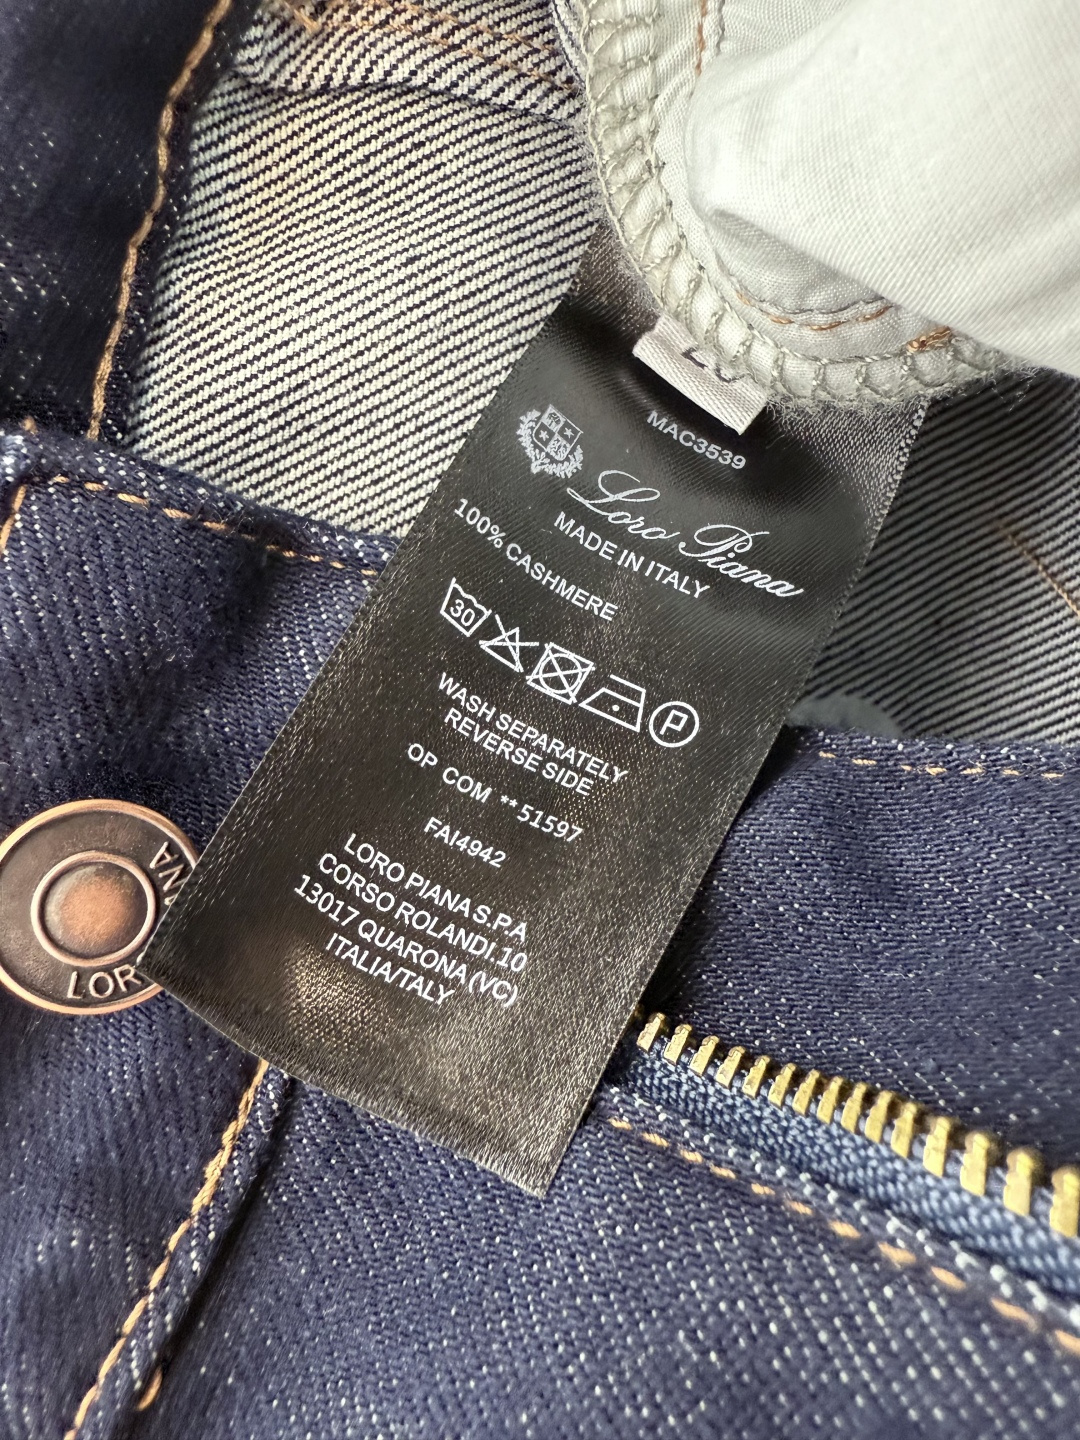 MAC3539
Loro Piana
MADE IN ITALY
100% CASHMERE
30
P
WASH SEPARATELY
REVERSE SIDE
OP COM **51597
FAI4942
LORO PIANA S.P.A
CORSO ROLANDI.10
13017 QUARONA (VC)
ITALIA/ITALY